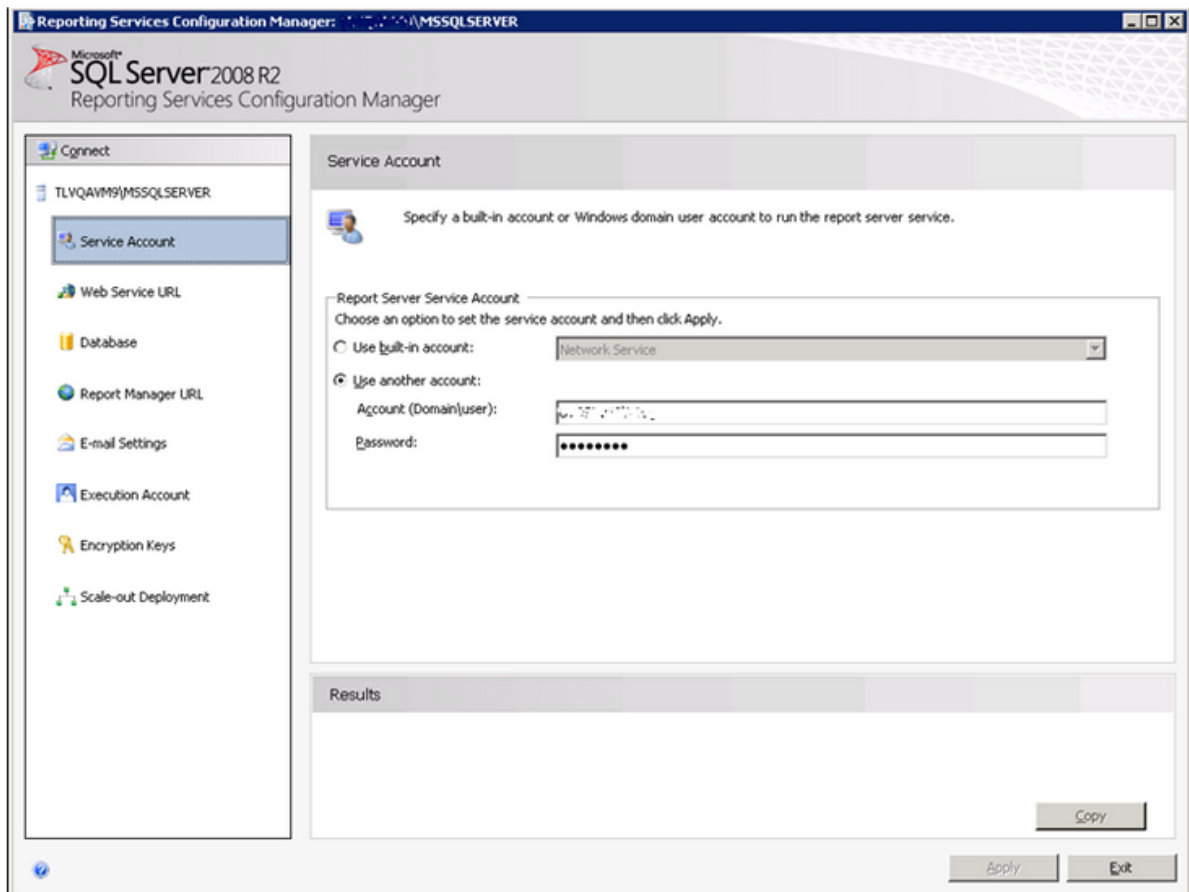 Reporting Services Configuration Manager: \MSSQLSERVER
Microsoft®
SQL Server 2008 R2
Reporting Services Configuration Manager
Connect
TLVQAVM9\MSSQLSERVER
Service Account
Web Service URL
Database
Report Manager URL
E-mail Settings
Execution Account
Encryption Keys
Scale-out Deployment
Service Account
Specify a built-in account or Windows domain user account to run the report server service.
Report Server Service Account
Choose an option to set the service account and then click Apply.
Use built-in account:
Network Service
Use another account:
Account (Domain\user):
Password:
●●●●●●●●
Results
Copy
Apply
Exit